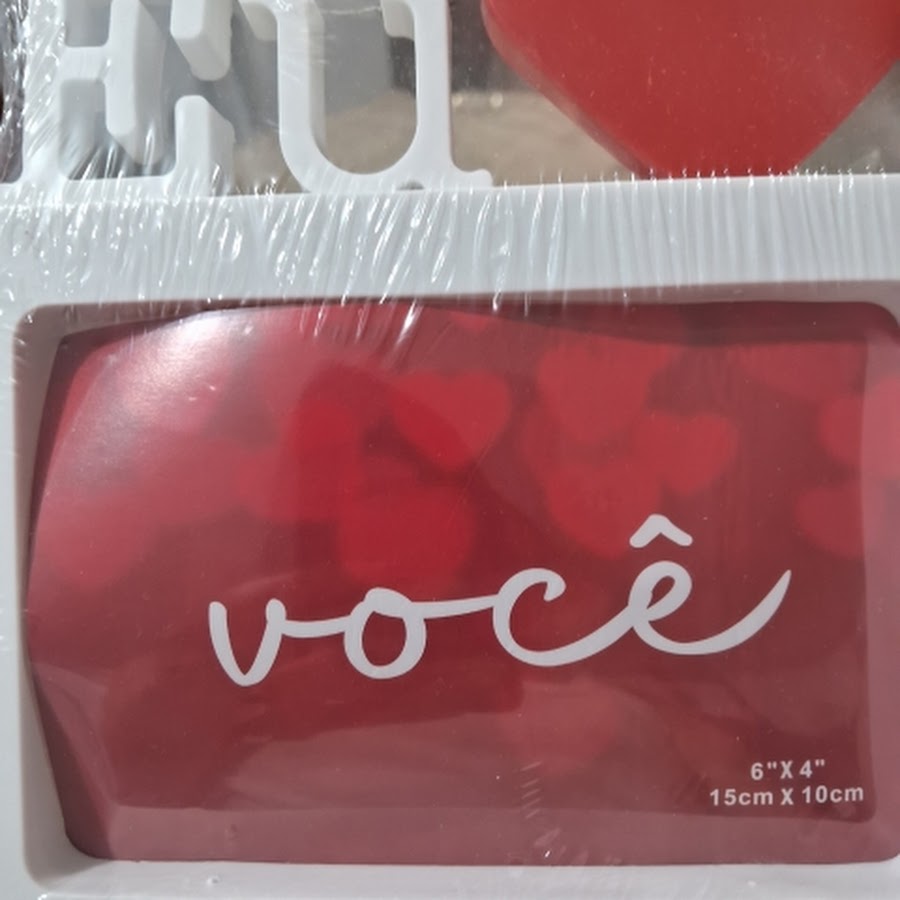 EU
você
6"X 4"
15cm X 10cm